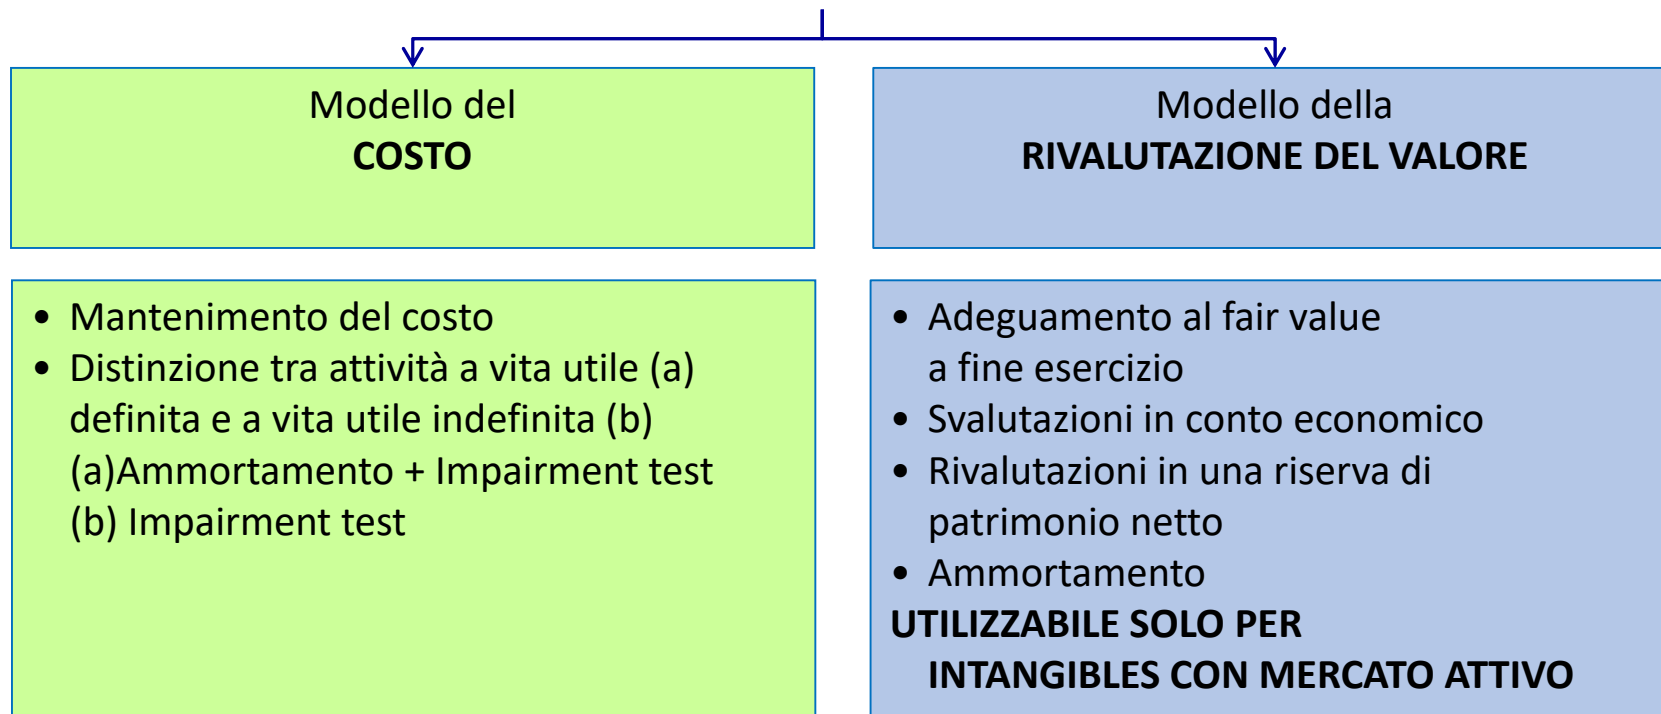 Modello del
COSTO
Modello della
RIVALUTAZIONE DEL VALORE
• Mantenimento del costo
• Distinzione tra attività a vita utile (a)
definita e a vita utile indefinita (b)
(a)Ammortamento + Impairment test
(b) Impairment test
• Adeguamento al fair value
a fine esercizio
• Svalutazioni in conto economico
• Rivalutazioni in una riserva di
patrimonio netto
• Ammortamento
UTILIZZABILE SOLO PER
INTANGIBLES CON MERCATO ATTIVO